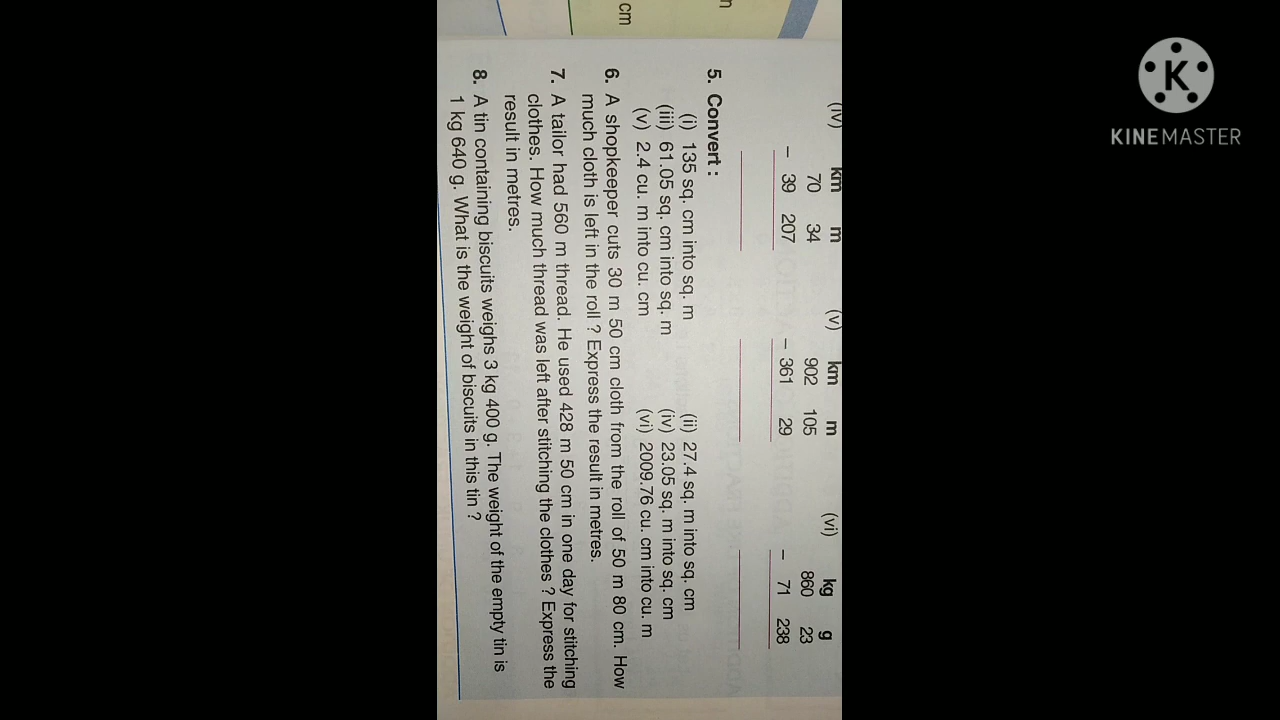 n
cm
(iv) km m (v) km m (vi) kg g
70 34 902 105 860 23
– 39 207 – 361 29 – 71 238
5. Convert :
(i) 135 sq. cm into sq. m (ii) 27.4 sq. m into sq. cm
(iii) 61.05 sq. cm into sq. m (iv) 23.05 sq. m into sq. cm
(v) 2.4 cu. m into cu. cm (vi) 2009.76 cu. cm into cu. m
6. A shopkeeper cuts 30 m 50 cm cloth from the roll of 50 m 80 cm. How
much cloth is left in the roll ? Express the result in metres.
7. A tailor had 560 m thread. He used 428 m 50 cm in one day for stitching
clothes. How much thread was left after stitching the clothes ? Express the
result in metres.
8. A tin containing biscuits weighs 3 kg 400 g. The weight of the empty tin is
1 kg 640 g. What is the weight of biscuits in this tin ?
K
KINEMASTER